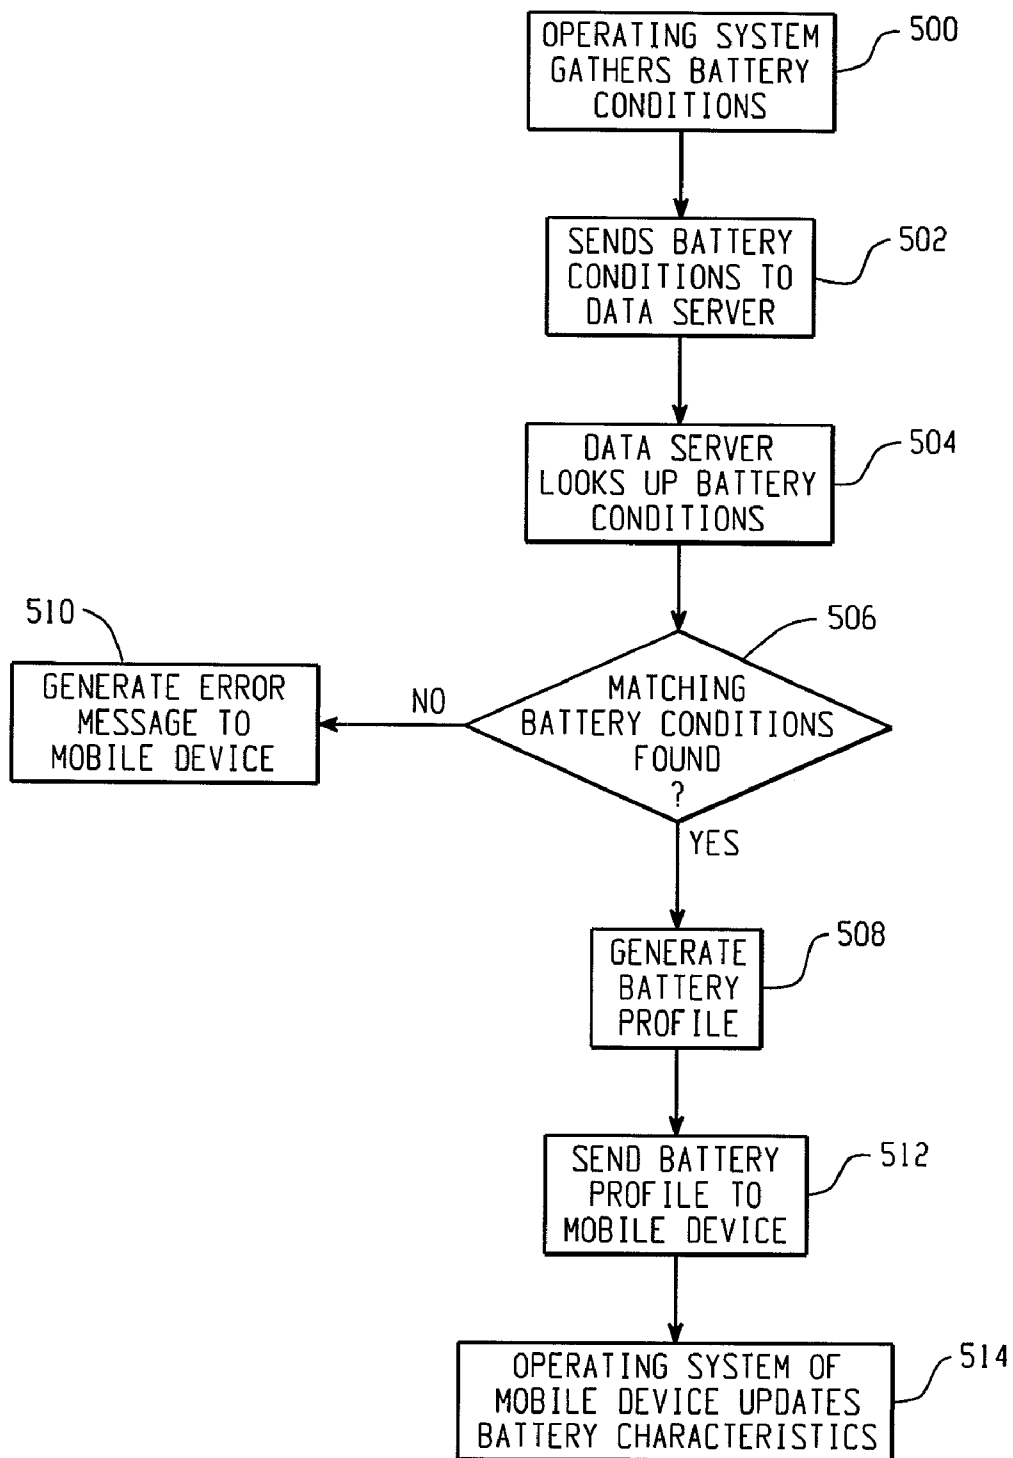 OPERATING SYSTEM
GATHERS BATTERY
CONDITIONS
500
SENDS BATTERY
CONDITIONS TO
DATA SERVER
502
DATA SERVER
LOOKS UP BATTERY
CONDITIONS
504
510
GENERATE ERROR
MESSAGE TO
MOBILE DEVICE
NO
506
MATCHING
BATTERY CONDITIONS
FOUND
?
YES
508
GENERATE
BATTERY
PROFILE
512
SEND BATTERY
PROFILE TO
MOBILE DEVICE
514
OPERATING SYSTEM OF
MOBILE DEVICE UPDATES
BATTERY CHARACTERISTICS